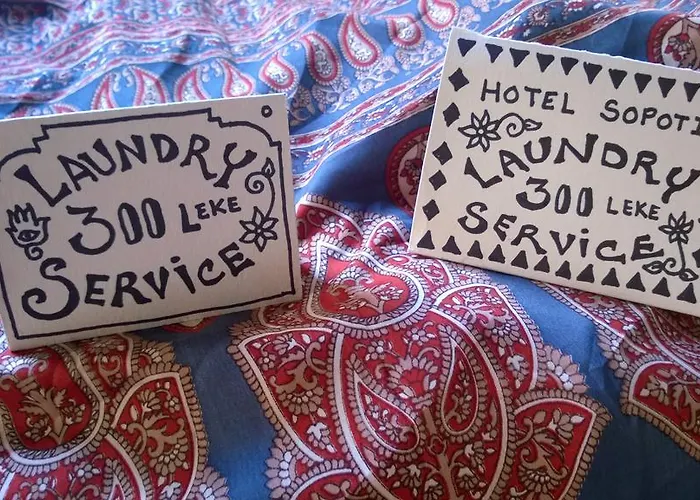 LAUNDRY
300 LEKE
SERVICE
HOTEL SOPOTI
LAUNDRY
300 LEKE
SERVICE